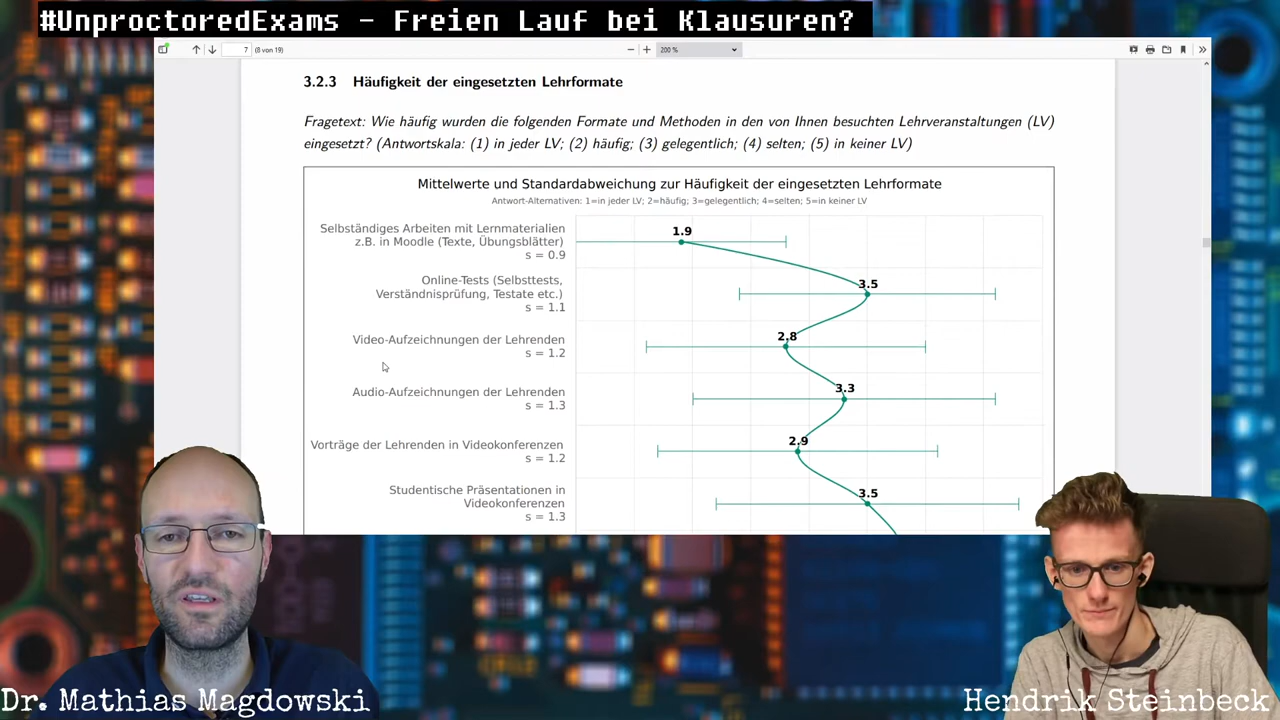 #UnproctoredExams - Freien Lauf bei Klausuren?
7 (8 von 19)
200 %
3.2.3 Häufigkeit der eingesetzten Lehrformate
Fragetext: Wie häufig wurden die folgenden Formate und Methoden in den von Ihnen besuchten Lehrveranstaltungen (LV)
eingesetzt? (Antwortskala: (1) in jeder LV; (2) häufig; (3) gelegentlich; (4) selten; (5) in keiner LV)
Mittelwerte und Standardabweichung zur Häufigkeit der eingesetzten Lehrformate
Antwort-Alternativen: 1=in jeder LV; 2=häufig; 3=gelegentlich; 4=selten; 5=in keiner LV
Selbständiges Arbeiten mit Lernmaterialien
z.B. in Moodle (Texte, Übungsblätter)
s = 0.9
1.9
Online-Tests (Selbsttests,
Verständnisprüfung, Testate etc.)
s = 1.1
3.5
Video-Aufzeichnungen der Lehrenden
s = 1.2
2.8
Audio-Aufzeichnungen der Lehrenden
s = 1.3
3.3
Vorträge der Lehrenden in Videokonferenzen
s = 1.2
2.9
Studentische Präsentationen in
Videokonferenzen
s = 1.3
3.5
Dr. Mathias Magdowski
Hendrik Steinbeck